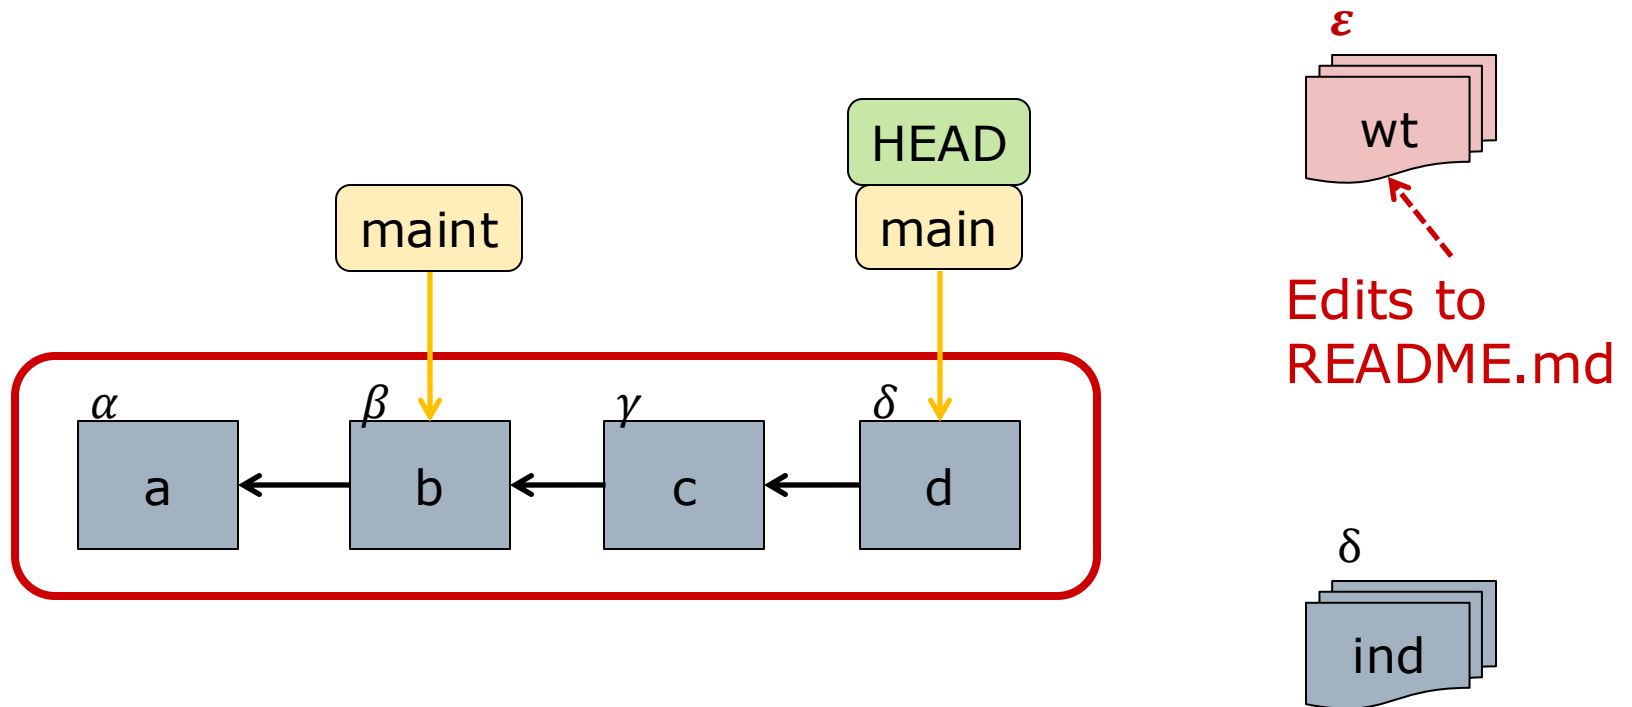 ε
wt
HEAD
maint
main
Edits to
README.md
α
β
γ
δ
a
b
c
d
δ
ind